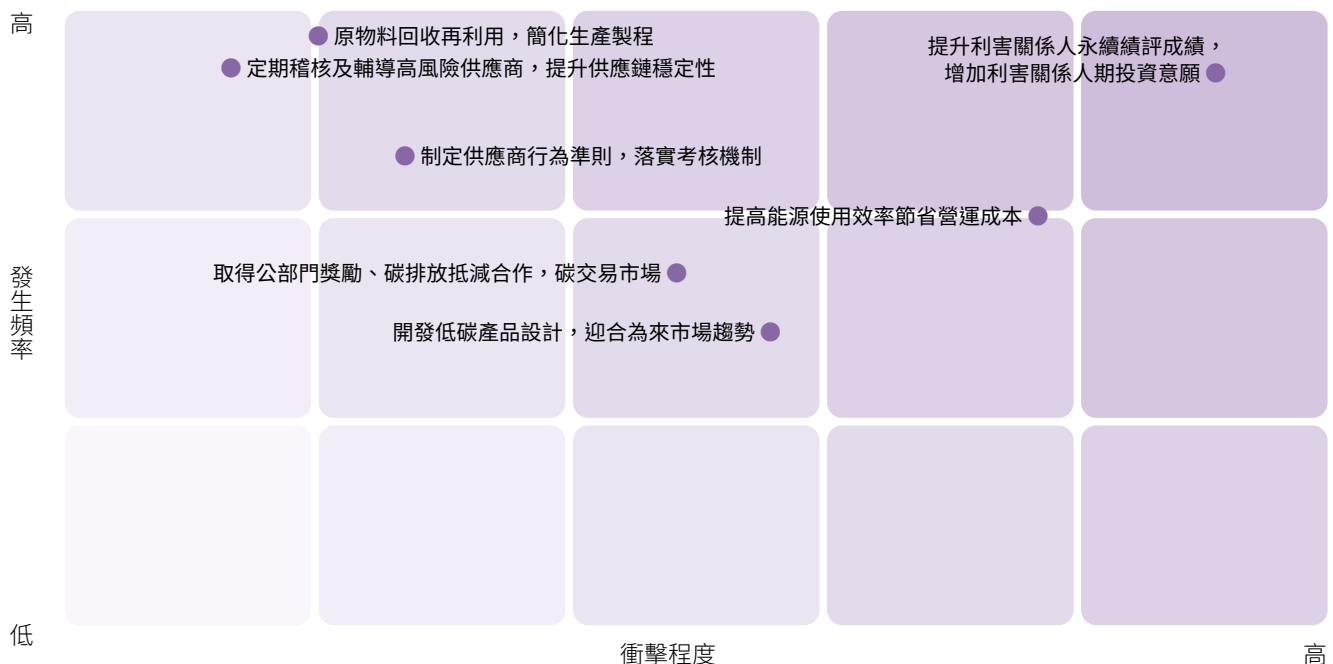 高
原物料回收再利用，簡化生產製程
定期稽核及輔導高風險供應商，提升供應鏈穩定性
提升利害關係人永續績評成績，
增加利害關係人期投資意願
制定供應商行為準則，落實考核機制
提高能源使用效率節省營運成本
發生頻率
取得公部門獎勵、碳排放抵減合作，碳交易市場
開發低碳產品設計，迎合為來市場趨勢
低
衝擊程度
高